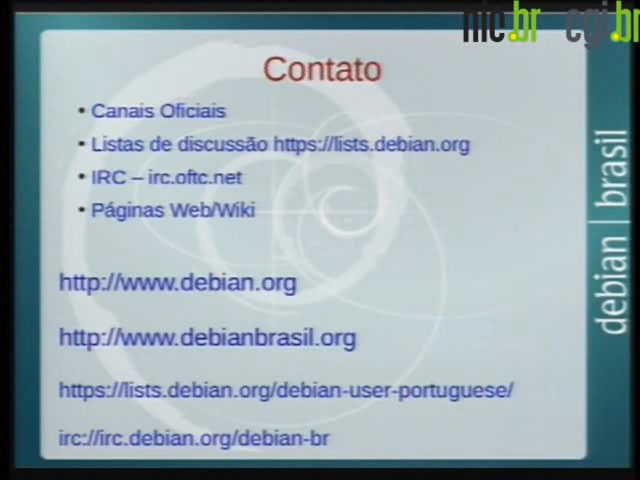 nic.br cgi.br
Contato
• Canais Oficiais
• Listas de discussão https://lists.debian.org
• IRC – irc.oftc.net
• Páginas Web/Wiki
http://www.debian.org
http://www.debianbrasil.org
https://lists.debian.org/debian-user-portuguese/
irc://irc.debian.org/debian-br
debian | brasil